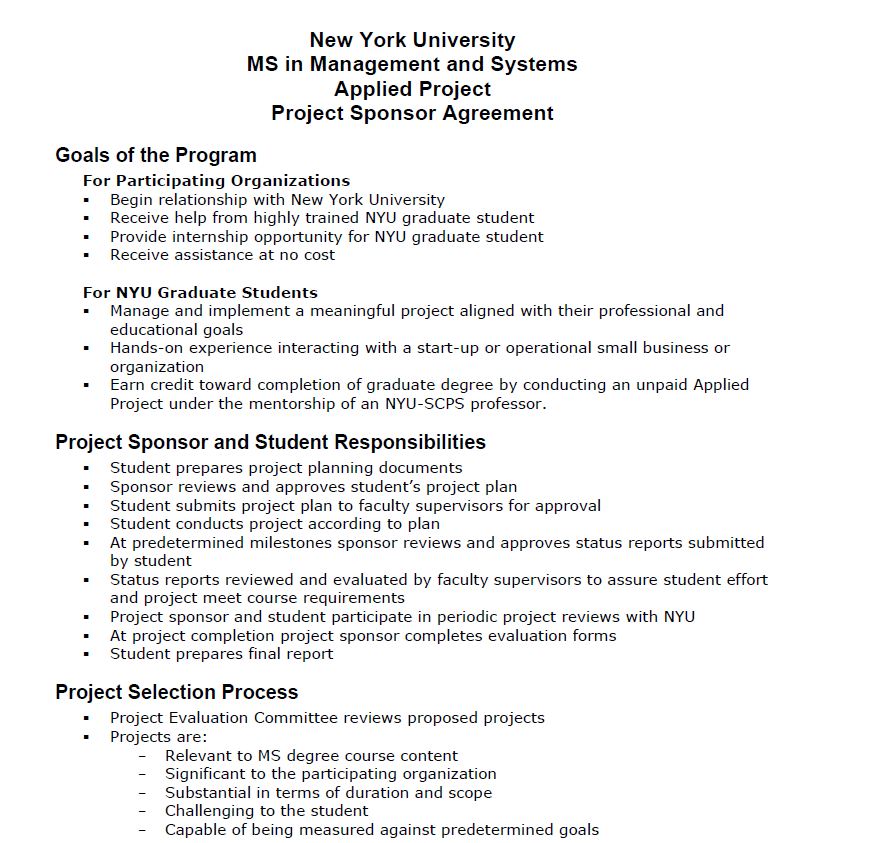 New York University
MS in Management and Systems
Applied Project
Project Sponsor Agreement
Goals of the Program
For Participating Organizations
▪ Begin relationship with New York University
▪ Receive help from highly trained NYU graduate student
▪ Provide internship opportunity for NYU graduate student
▪ Receive assistance at no cost
For NYU Graduate Students
▪ Manage and implement a meaningful project aligned with their professional and
educational goals
▪ Hands-on experience interacting with a start-up or operational small business or
organization
▪ Earn credit toward completion of graduate degree by conducting an unpaid Applied
Project under the mentorship of an NYU-SCPS professor.
Project Sponsor and Student Responsibilities
▪ Student prepares project planning documents
▪ Sponsor reviews and approves student’s project plan
▪ Student submits project plan to faculty supervisors for approval
▪ Student conducts project according to plan
▪ At predetermined milestones sponsor reviews and approves status reports submitted
by student
▪ Status reports reviewed and evaluated by faculty supervisors to assure student effort
and project meet course requirements
▪ Project sponsor and student participate in periodic project reviews with NYU
▪ At project completion project sponsor completes evaluation forms
▪ Student prepares final report
Project Selection Process
▪ Project Evaluation Committee reviews proposed projects
▪ Projects are:
– Relevant to MS degree course content
– Significant to the participating organization
– Substantial in terms of duration and scope
– Challenging to the student
– Capable of being measured against predetermined goals